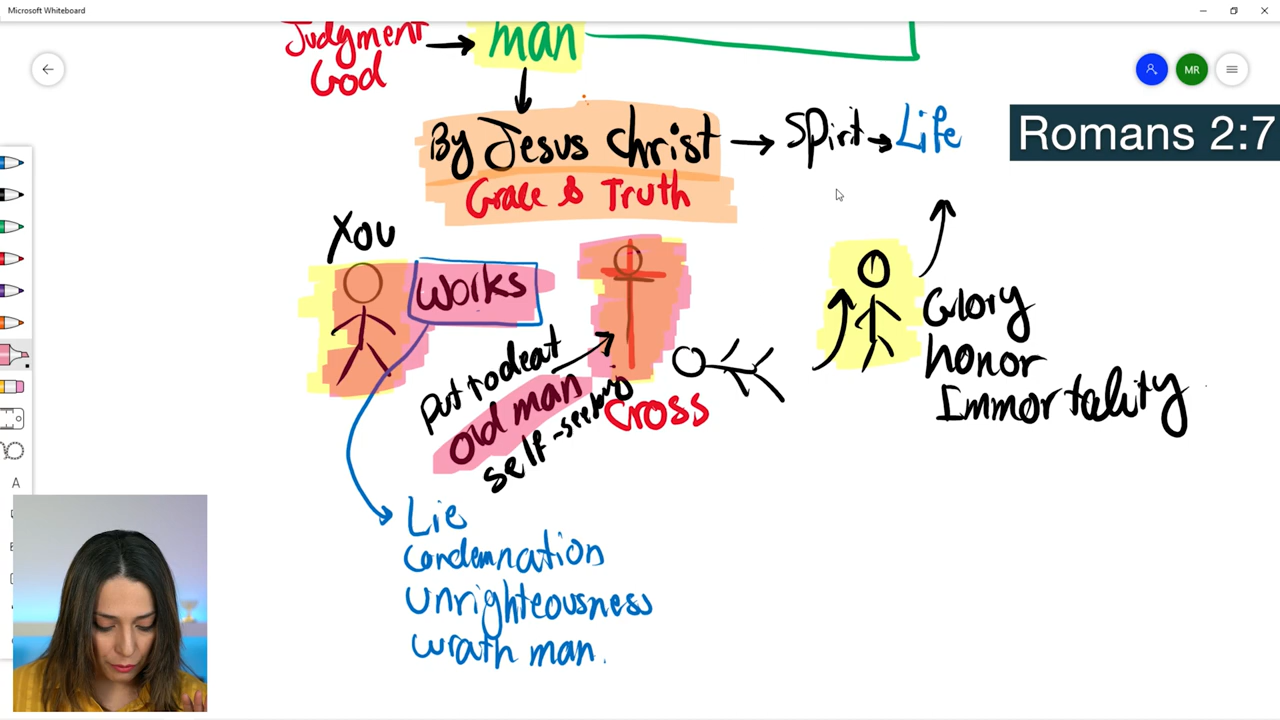 Microsoft Whiteboard
Judgment
God
man
MR
By Jesus Christ
Spirit
Life
Romans 2:7
Grace & Truth
You
Works
Put to deat
old man
self-seeking
Cross
Glory
honor
Immortality
Lie
condemnation
unrighteousness
wrath man.
A